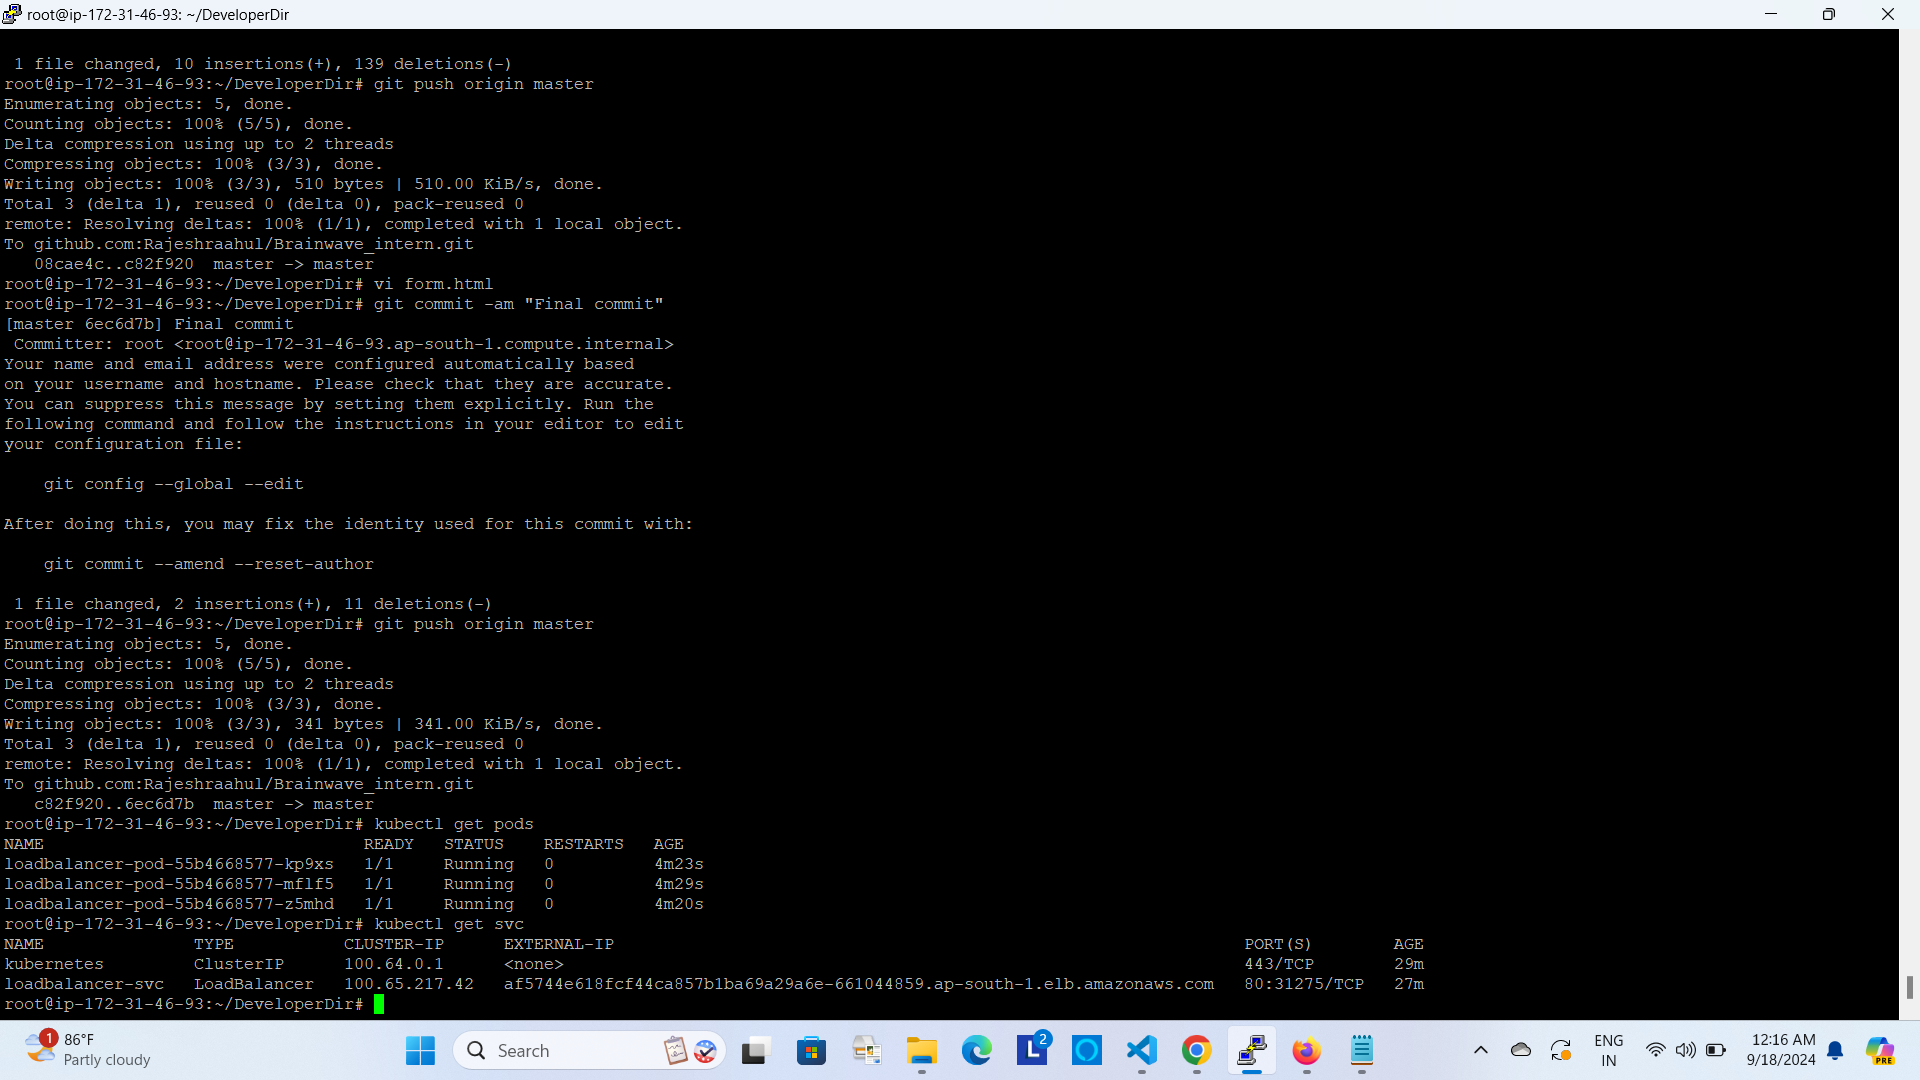 root@ip-172-31-46-93: ~/DeveloperDir
 1 file changed, 10 insertions(+), 139 deletions(-)
root@ip-172-31-46-93:~/DeveloperDir# git push origin master
Enumerating objects: 5, done.
Counting objects: 100% (5/5), done.
Delta compression using up to 2 threads
Compressing objects: 100% (3/3), done.
Writing objects: 100% (3/3), 510 bytes | 510.00 KiB/s, done.
Total 3 (delta 1), reused 0 (delta 0), pack-reused 0
remote: Resolving deltas: 100% (1/1), completed with 1 local object.
To github.com:Rajeshraahul/Brainwave_intern.git
   08cae4c..c82f920  master -> master
root@ip-172-31-46-93:~/DeveloperDir# vi form.html
root@ip-172-31-46-93:~/DeveloperDir# git commit -am "Final commit"
[master 6ec6d7b] Final commit
 Committer: root <root@ip-172-31-46-93.ap-south-1.compute.internal>
Your name and email address were configured automatically based
on your username and hostname. Please check that they are accurate.
You can suppress this message by setting them explicitly. Run the
following command and follow the instructions in your editor to edit
your configuration file:
    git config --global --edit
After doing this, you may fix the identity used for this commit with:
    git commit --amend --reset-author
 1 file changed, 2 insertions(+), 11 deletions(-)
root@ip-172-31-46-93:~/DeveloperDir# git push origin master
Enumerating objects: 5, done.
Counting objects: 100% (5/5), done.
Delta compression using up to 2 threads
Compressing objects: 100% (3/3), done.
Writing objects: 100% (3/3), 341 bytes | 341.00 KiB/s, done.
Total 3 (delta 1), reused 0 (delta 0), pack-reused 0
remote: Resolving deltas: 100% (1/1), completed with 1 local object.
To github.com:Rajeshraahul/Brainwave_intern.git
   c82f920..6ec6d7b  master -> master
root@ip-172-31-46-93:~/DeveloperDir# kubectl get pods
NAME                                READY   STATUS    RESTARTS   AGE
loadbalancer-pod-55b4668577-kp9xs   1/1     Running   0          4m23s
loadbalancer-pod-55b4668577-mflf5   1/1     Running   0          4m29s
loadbalancer-pod-55b4668577-z5mhd   1/1     Running   0          4m20s
root@ip-172-31-46-93:~/DeveloperDir# kubectl get svc
NAME               TYPE           CLUSTER-IP      EXTERNAL-IP                                                               PORT(S)        AGE
kubernetes         ClusterIP      100.64.0.1      <none>                                                                    443/TCP        29m
loadbalancer-svc   LoadBalancer   100.65.217.42   af5744e618fcf44ca857b1ba69a29a6e-661044859.ap-south-1.elb.amazonaws.com   80:31275/TCP   27m
root@ip-172-31-46-93:~/DeveloperDir#
1
86°F
Partly cloudy
Search
L
2
ENG
IN
12:16 AM
9/18/2024
PRE